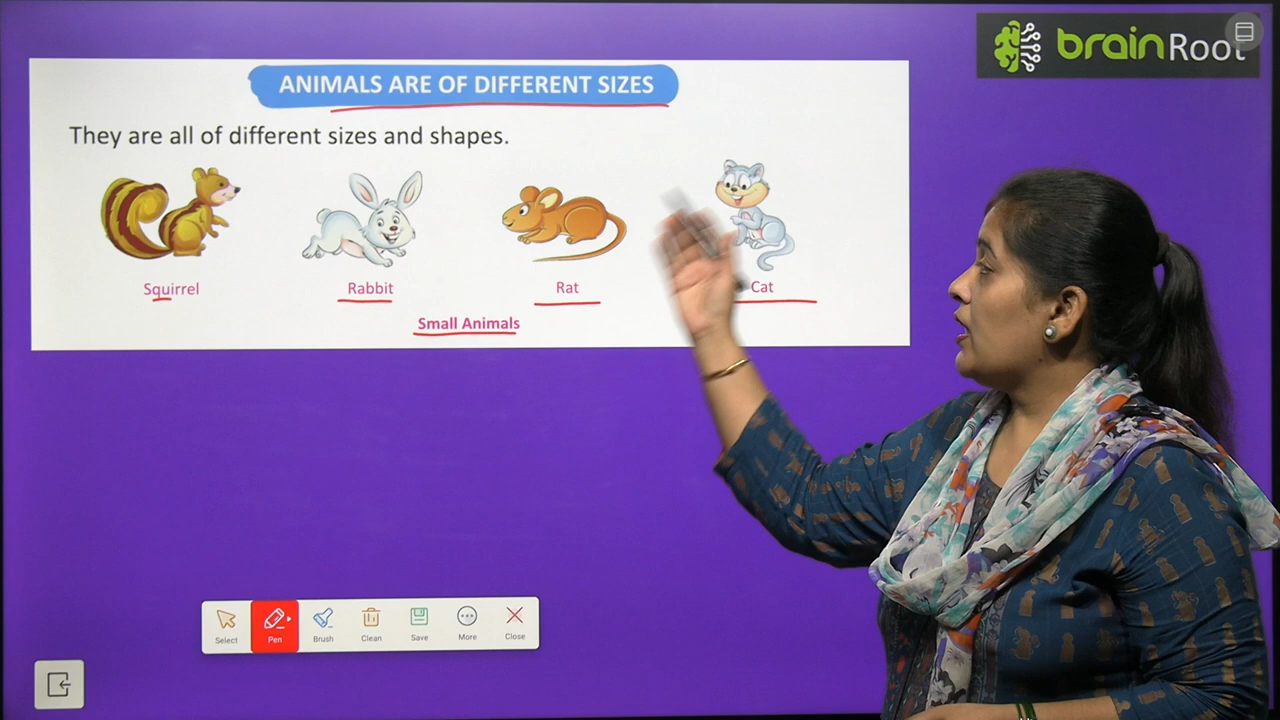 brainRoot
ANIMALS ARE OF DIFFERENT SIZES
They are all of different sizes and shapes.
Squirrel Rabbit Rat Cat
Small Animals
Select Pen Brush Clean Save More Close